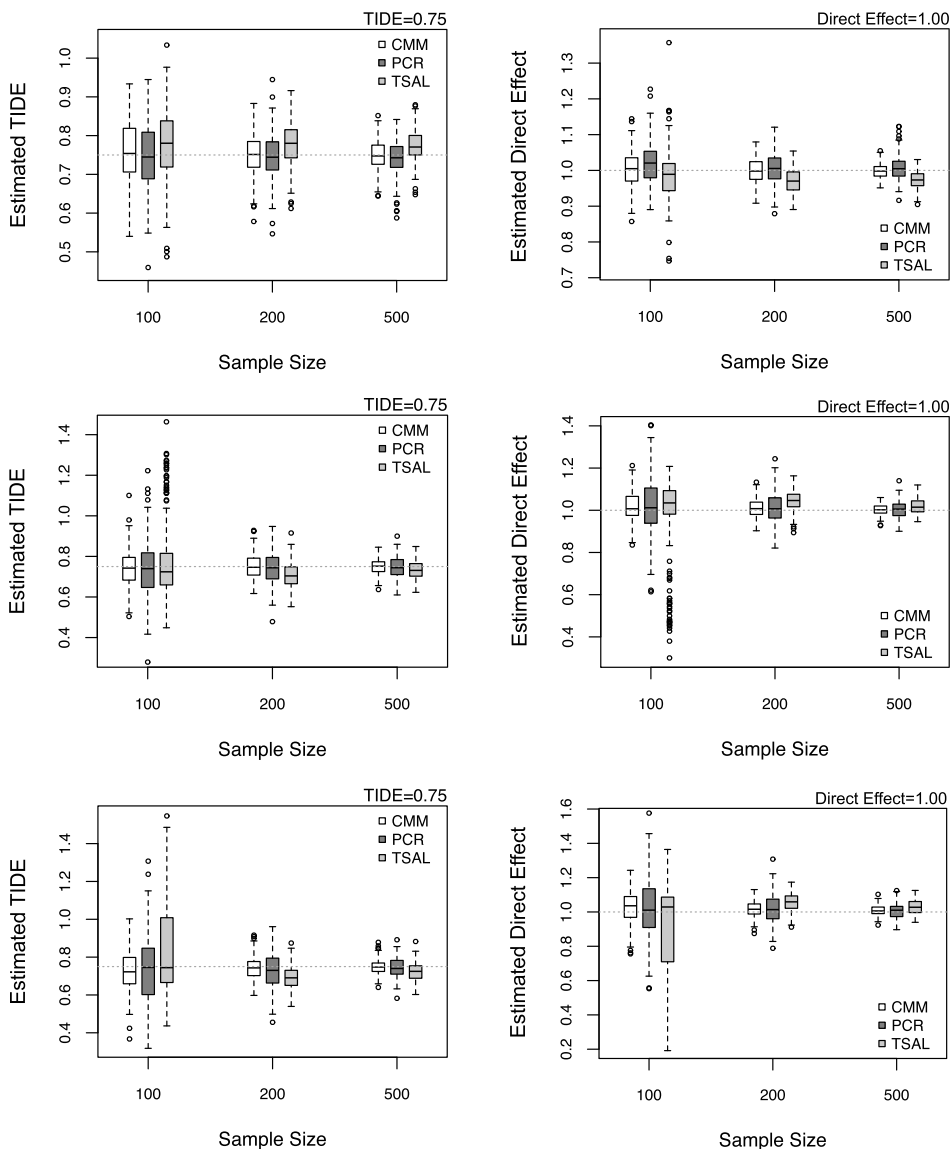 TIDE=0.75
CMM
PCR
TSAL
Estimated TIDE
1.0
0.9
0.8
0.7
0.6
0.5
100 200 500
Sample Size
Direct Effect=1.00
Estimated Direct Effect
1.3
1.2
1.1
1.0
0.9
0.8
0.7
CMM
PCR
TSAL
100 200 500
Sample Size
TIDE=0.75
CMM
PCR
TSAL
Estimated TIDE
1.4
1.2
1.0
0.8
0.6
0.4
100 200 500
Sample Size
Direct Effect=1.00
Estimated Direct Effect
1.4
1.2
1.0
0.8
0.6
0.4
CMM
PCR
TSAL
100 200 500
Sample Size
TIDE=0.75
CMM
PCR
TSAL
Estimated TIDE
1.4
1.2
1.0
0.8
0.6
0.4
100 200 500
Sample Size
Direct Effect=1.00
Estimated Direct Effect
1.6
1.4
1.2
1.0
0.8
0.6
0.4
0.2
CMM
PCR
TSAL
100 200 500
Sample Size